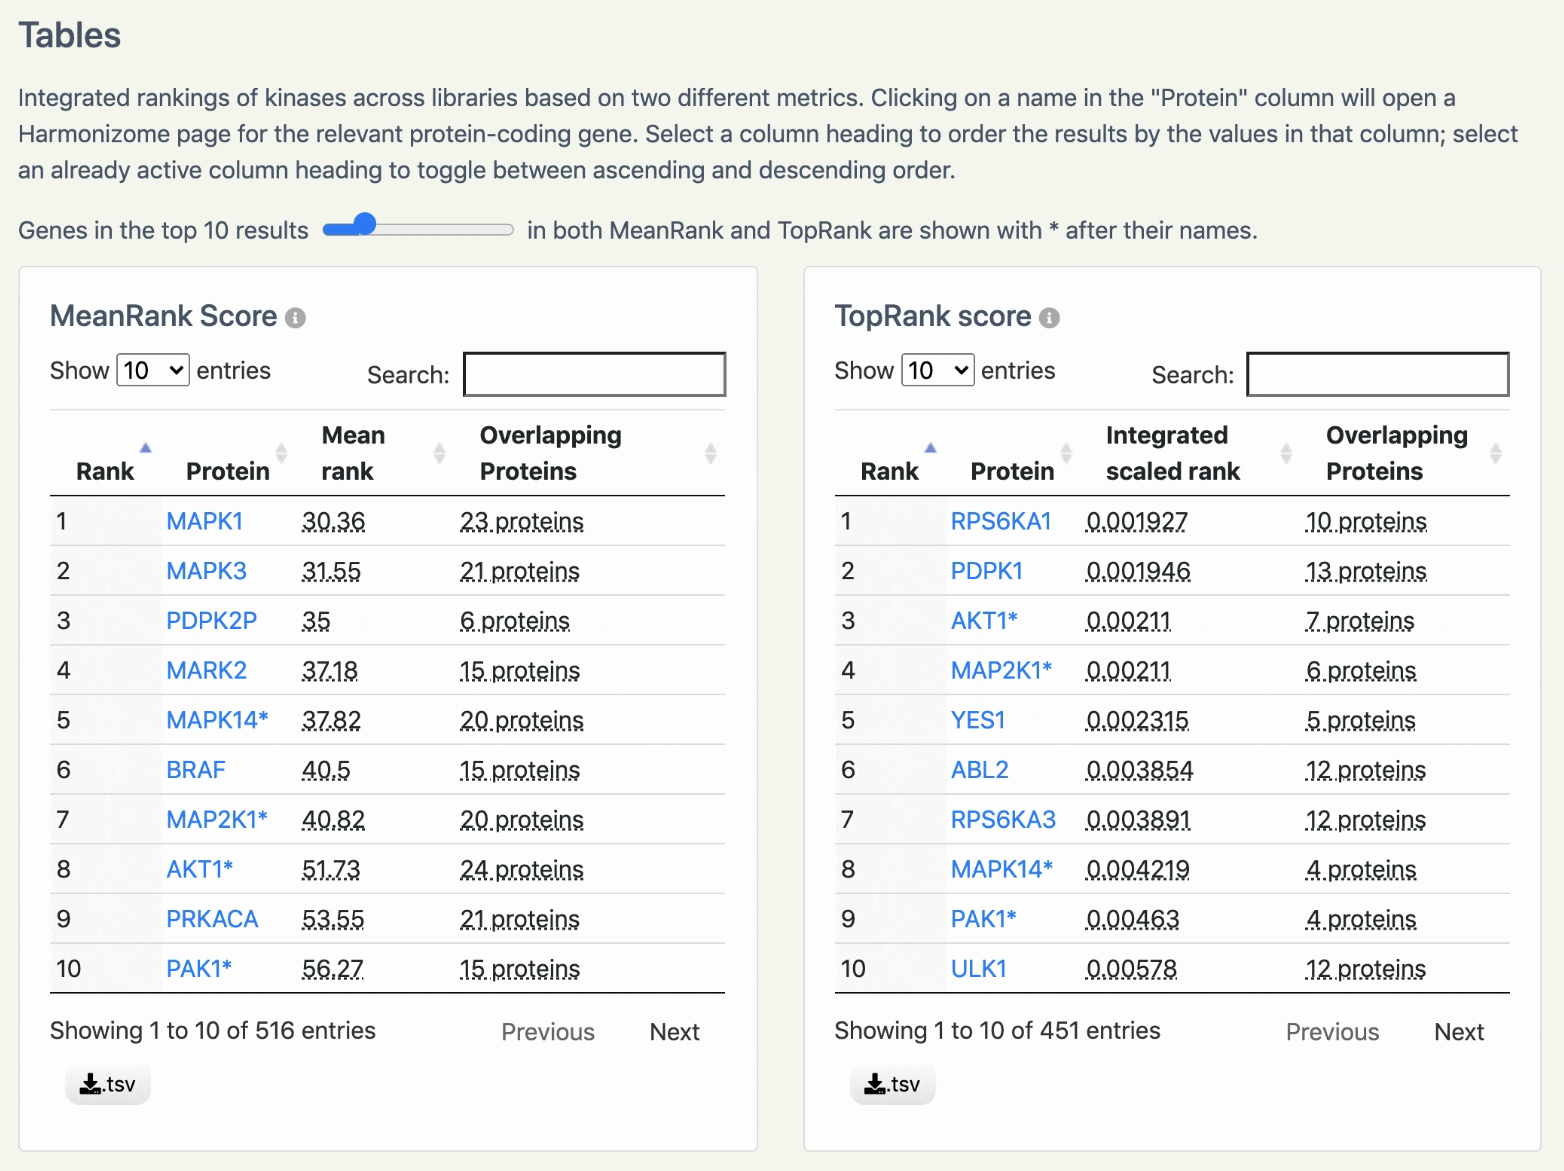 Tables
Integrated rankings of kinases across libraries based on two different metrics. Clicking on a name in the "Protein" column will open a
Harmonizome page for the relevant protein-coding gene. Select a column heading to order the results by the values in that column; select
an already active column heading to toggle between ascending and descending order.
Genes in the top 10 results in both MeanRank and TopRank are shown with * after their names.
MeanRank Score
Show 10 entries Search:
Rank Protein Mean rank Overlapping Proteins
1 MAPK1 30.36 23 proteins
2 MAPK3 31.55 21 proteins
3 PDPK2P 35 6 proteins
4 MARK2 37.18 15 proteins
5 MAPK14* 37.82 20 proteins
6 BRAF 40.5 15 proteins
7 MAP2K1* 40.82 20 proteins
8 AKT1* 51.73 24 proteins
9 PRKACA 53.55 21 proteins
10 PAK1* 56.27 15 proteins
Showing 1 to 10 of 516 entries Previous Next
.tsv
TopRank score
Show 10 entries Search:
Rank Protein Integrated scaled rank Overlapping Proteins
1 RPS6KA1 0.001927 10 proteins
2 PDPK1 0.001946 13 proteins
3 AKT1* 0.00211 7 proteins
4 MAP2K1* 0.00211 6 proteins
5 YES1 0.002315 5 proteins
6 ABL2 0.003854 12 proteins
7 RPS6KA3 0.003891 12 proteins
8 MAPK14* 0.004219 4 proteins
9 PAK1* 0.00463 4 proteins
10 ULK1 0.00578 12 proteins
Showing 1 to 10 of 451 entries Previous Next
.tsv